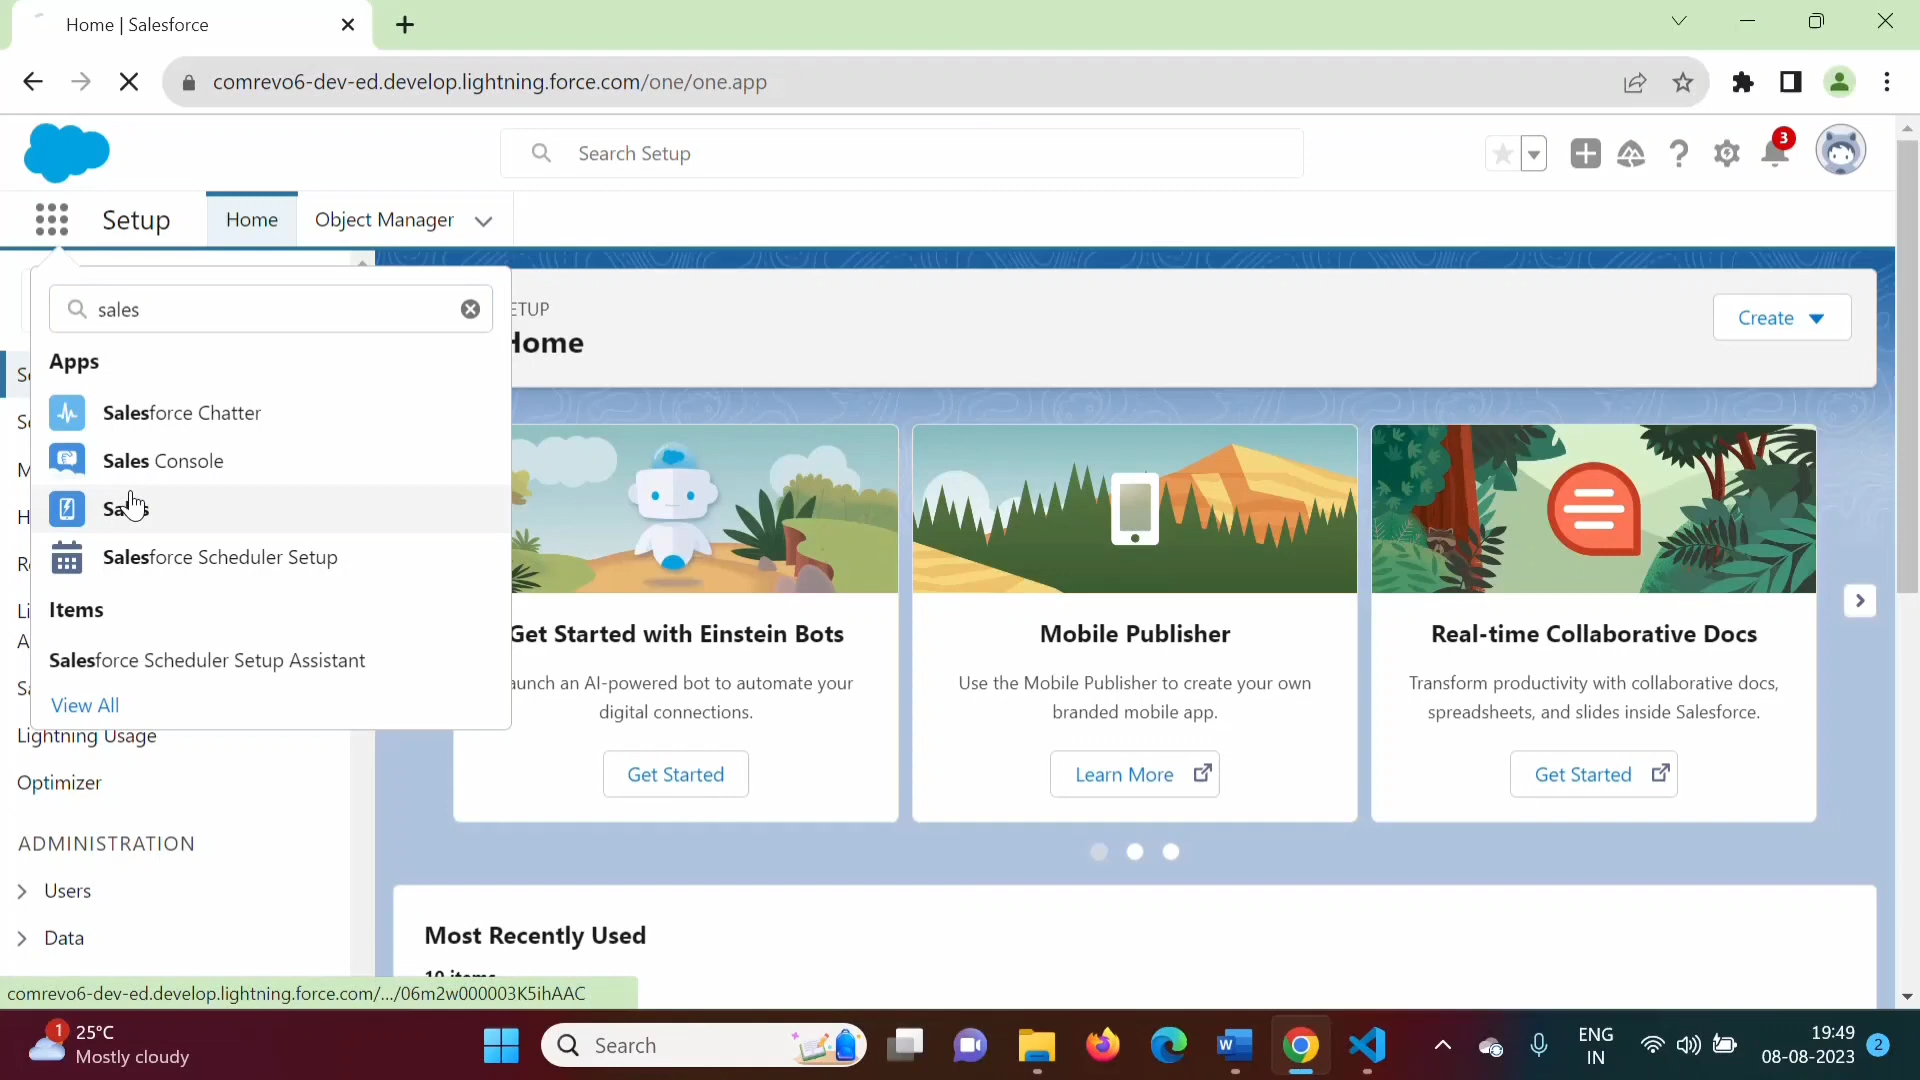 Home | Salesforce
comrevo6-dev-ed.develop.lightning.force.com/one/one.app
Search Setup
3
Setup
Home
Object Manager
sales
Apps
Salesforce Chatter
Sales Console
Salesforce Scheduler Setup
Items
Salesforce Scheduler Setup Assistant
View All
Lightning Usage
Optimizer
ADMINISTRATION
Users
Data
ETUP
Home
Create
Get Started with Einstein Bots
aunch an AI-powered bot to automate your
digital connections.
Get Started
Mobile Publisher
Use the Mobile Publisher to create your own
branded mobile app.
Learn More
Real-time Collaborative Docs
Transform productivity with collaborative docs,
spreadsheets, and slides inside Salesforce.
Get Started
Most Recently Used
10 items
comrevo6-dev-ed.develop.lightning.force.com/.../06m2w000003K5ihAAC
1
25°C
Mostly cloudy
Search
ENG
IN
19:49
08-08-2023
2